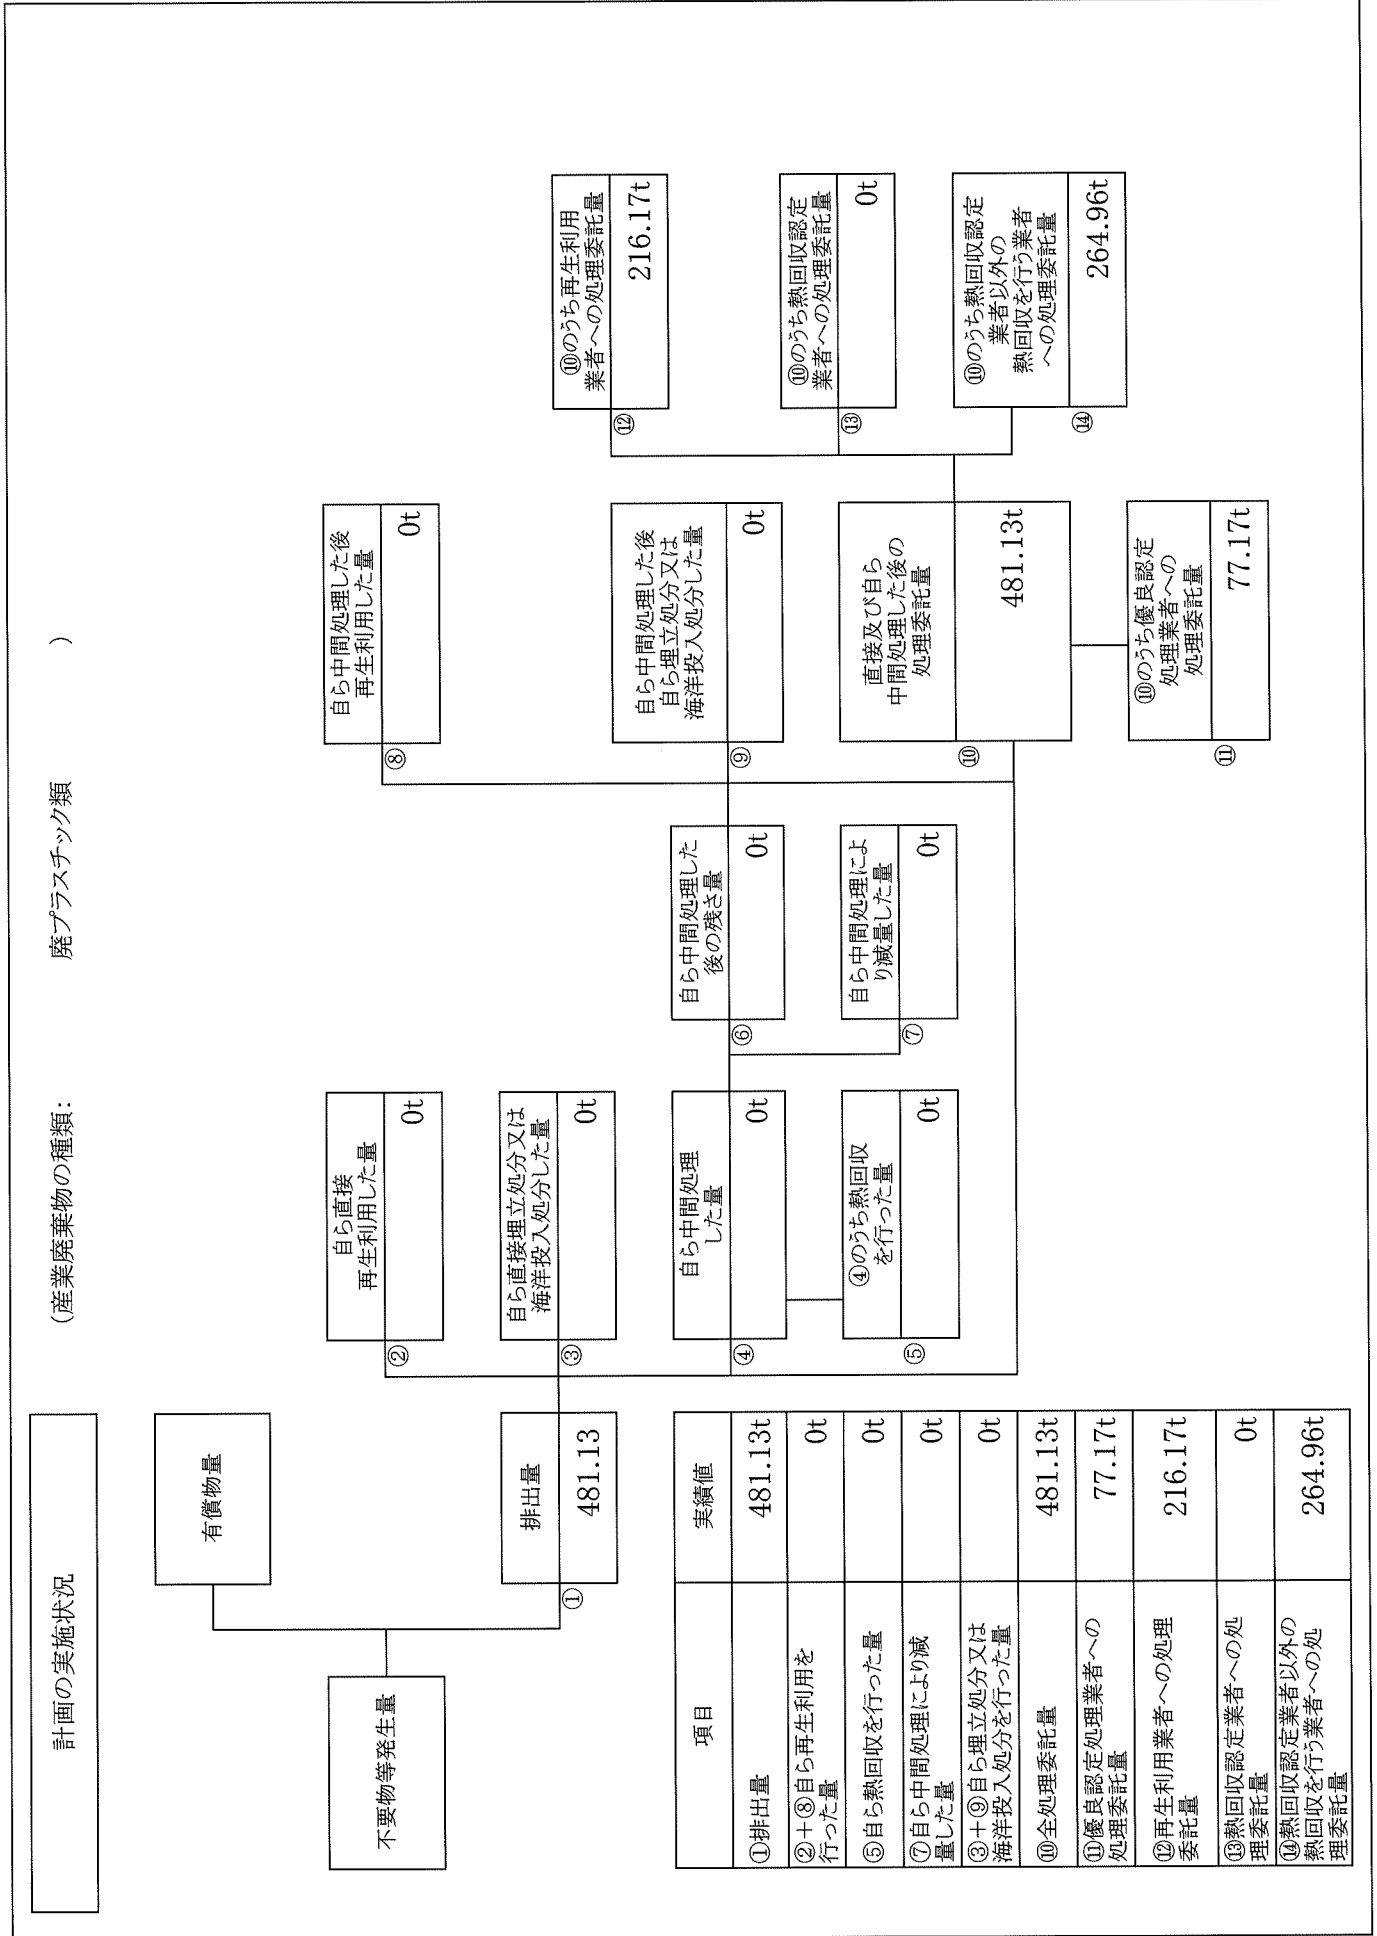 計画の実施状況
(産業廃棄物の種類: 廃プラスチック類 )
不要物等発生量
有償物量
①
排出量
481.13
②
自ら直接
再生利用した量
0t
③
自ら直接埋立処分又は
海洋投入処分した量
0t
④
自ら中間処理
した量
0t
⑤
④のうち熱回収
を行った量
0t
⑥
自ら中間処理した
後の残さ量
0t
⑦
自ら中間処理によ
り減量した量
0t
⑧
自ら中間処理した後
再生利用した量
0t
⑨
自ら中間処理した後
自ら埋立処分又は
海洋投入処分した量
0t
⑩
直接及び自ら
中間処理した後の
処理委託量
481.13t
⑪
⑩のうち優良認定
処理業者への
処理委託量
77.17t
⑫
⑩のうち再生利用
業者への処理委託量
216.17t
⑬
⑩のうち熱回収認定
業者への処理委託量
0t
⑭
⑩のうち熱回収認定
業者以外の
熱回収を行う業者
への処理委託量
264.96t
項目 実績値
①排出量 481.13t
②+⑧自ら再生利用を
行った量 0t
⑤自ら熱回収を行った量 0t
⑦自ら中間処理により減
量した量 0t
③+⑨自ら埋立処分又は
海洋投入処分を行った量 0t
⑩全処理委託量 481.13t
⑪優良認定処理業者への
処理委託量 77.17t
⑫再生利用業者への処理
委託量 216.17t
⑬熱回収認定業者への処
理委託量 0t
⑭熱回収認定業者以外の
熱回収を行う業者への処
理委託量 264.96t